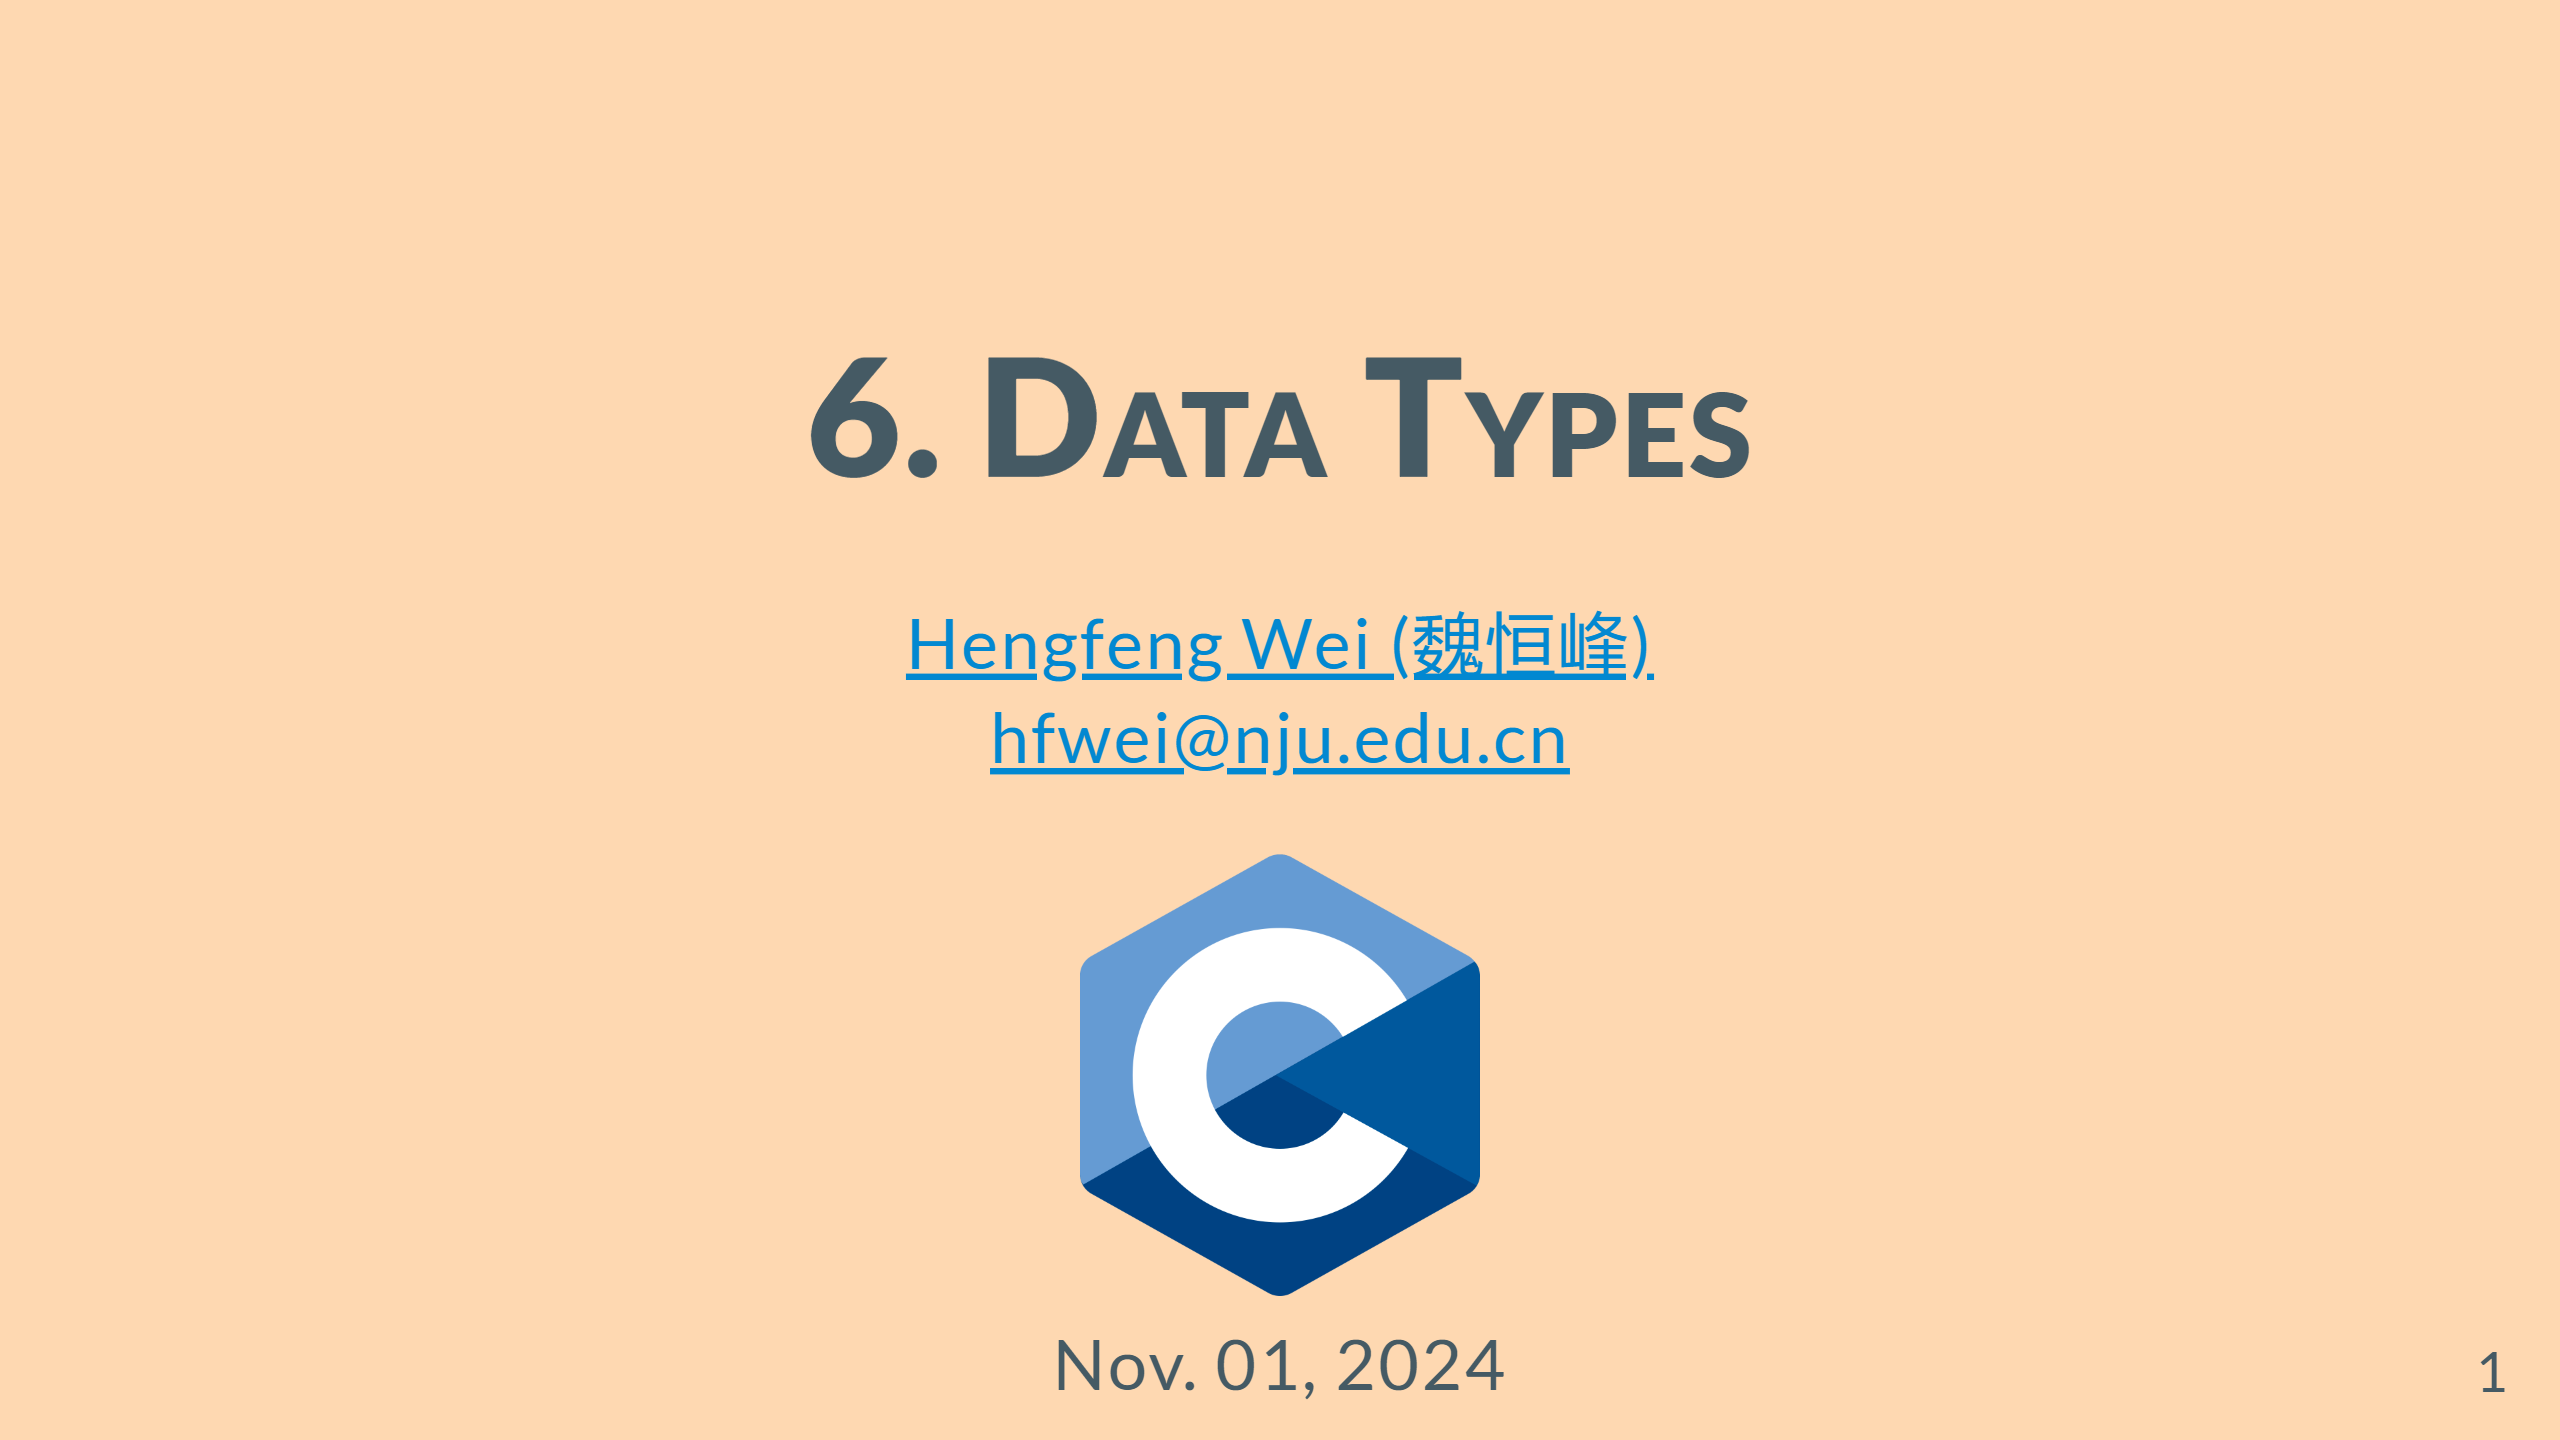 6. Data Types
Hengfeng Wei (魏恒峰)
hfwei@nju.edu.cn
C
Nov. 01, 2024
1